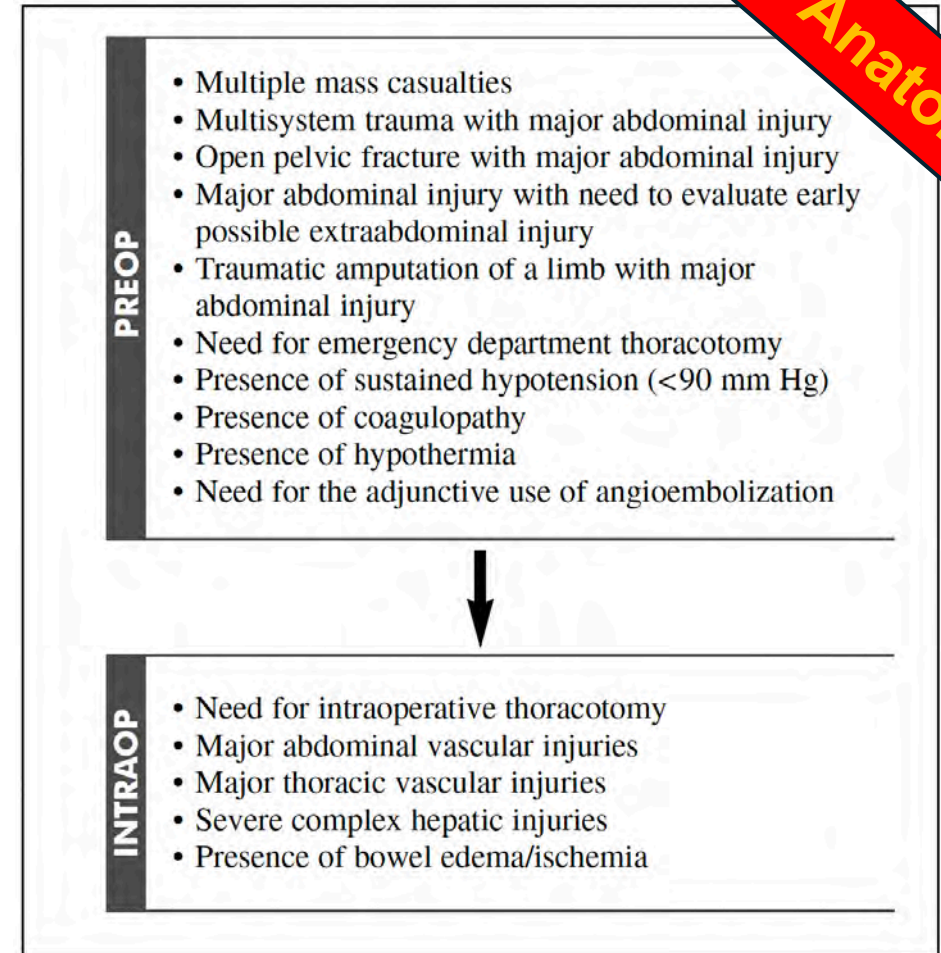 Anato
PREOP
• Multiple mass casualties
• Multisystem trauma with major abdominal injury
• Open pelvic fracture with major abdominal injury
• Major abdominal injury with need to evaluate early
possible extraabdominal injury
• Traumatic amputation of a limb with major
abdominal injury
• Need for emergency department thoracotomy
• Presence of sustained hypotension (<90 mm Hg)
• Presence of coagulopathy
• Presence of hypothermia
• Need for the adjunctive use of angioembolization
INTRAOP
• Need for intraoperative thoracotomy
• Major abdominal vascular injuries
• Major thoracic vascular injuries
• Severe complex hepatic injuries
• Presence of bowel edema/ischemia